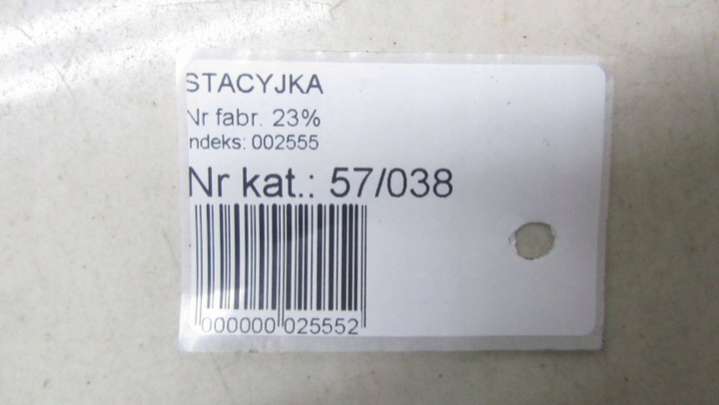 STACYJKA
Nr fabr. 23%
ndeks: 002555
Nr kat.: 57/038
000000 025552